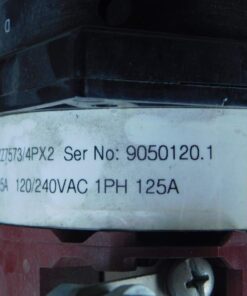 Z7573/4PX2 Ser No: 9050120.1
5A 120/240VAC 1PH 125A